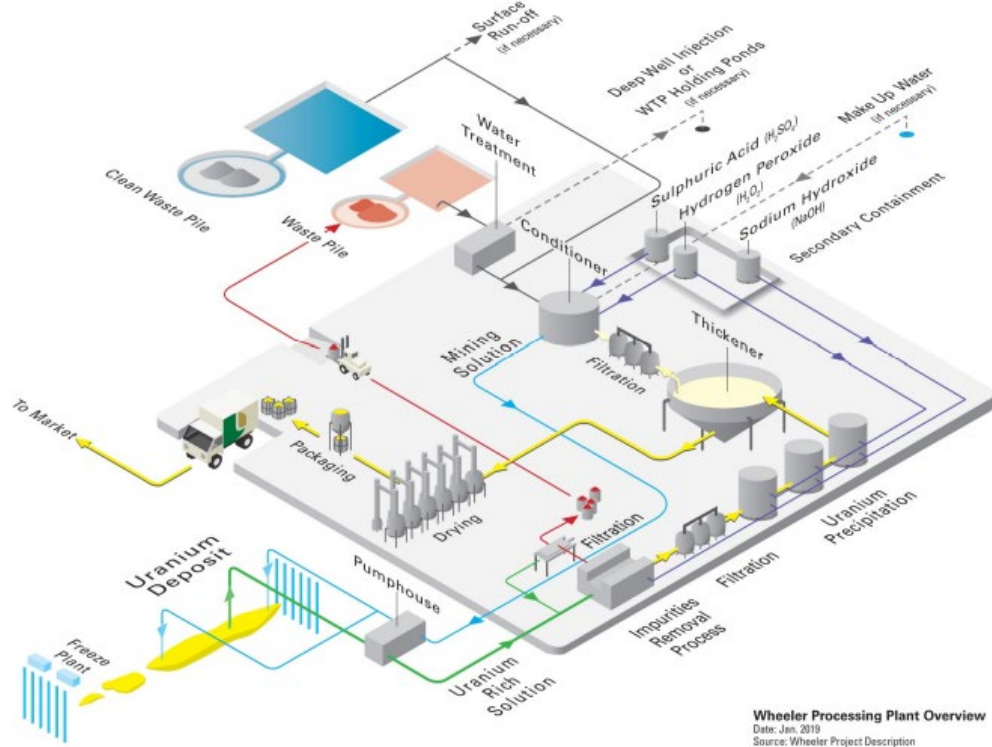 Surface
Run-off
(if necessary)
Deep Well Injection
or
WTP Holding Ponds
(if necessary)
Make Up Water
(if necessary)
Water
Treatment
Sulphuric Acid (H₂SO₄)
Hydrogen Peroxide
(H₂O₂)
Sodium Hydroxide
(NaOH)
Secondary Containment
Clean Waste Pile
Waste Pile
Conditioner
Thickener
Mining
Solution
Filtration
To Market
Packaging
Drying
Filtration
Uranium
Precipitation
Filtration
Uranium
Deposit
Pumphouse
Impurities
Removal
Process
Freeze
Plant
Uranium
Rich
Solution
Wheeler Processing Plant Overview
Date: Jan. 2019
Source: Wheeler Project Description